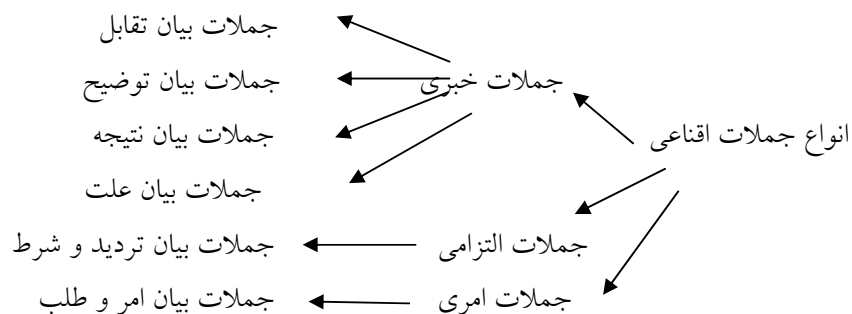 انواع جملات اقناعی
جملات خبری
جملات بیان تقابل
جملات بیان توضیح
جملات بیان نتیجه
جملات بیان علت
جملات التزامی
جملات بیان تردید و شرط
جملات امری
جملات بیان امر و طلب